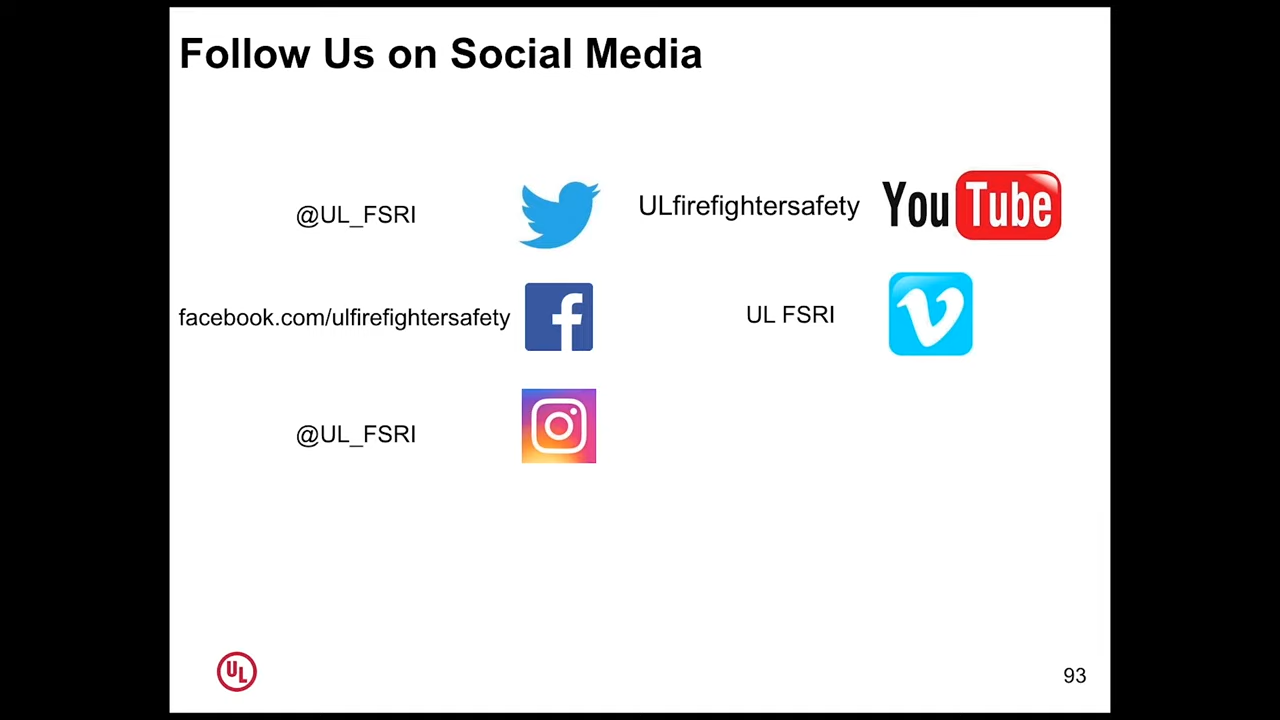 Follow Us on Social Media
@UL_FSRI
ULfirefightersafety
YouTube
facebook.com/ulfirefightersafety
f
UL FSRI
v
@UL_FSRI
UL
93